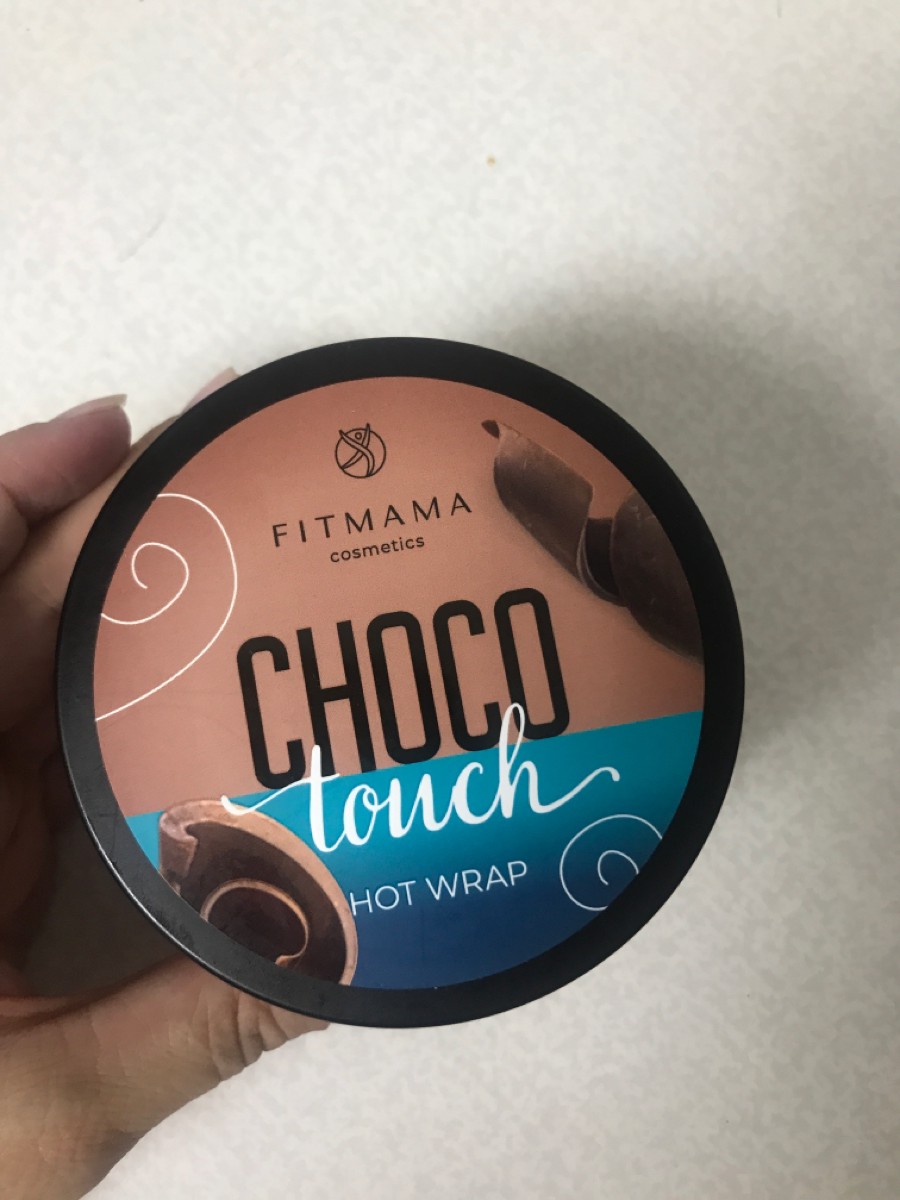 FITMAMA
cosmetics
CHOCO
touch
HOT WRAP